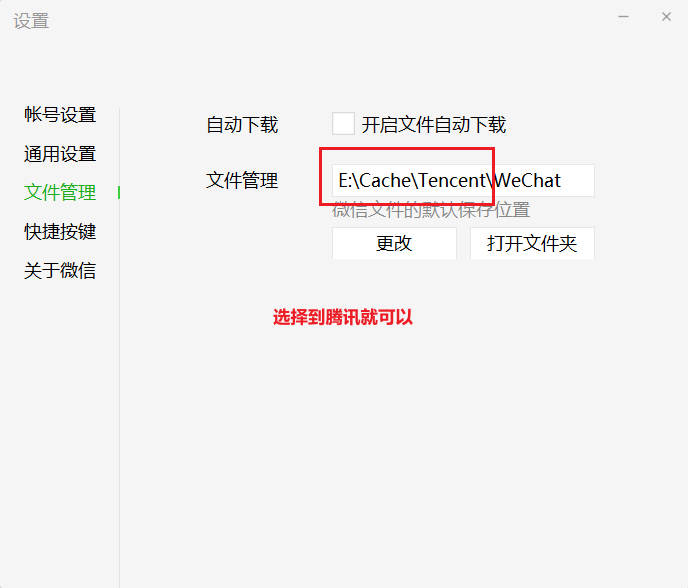 设置
帐号设置
通用设置
文件管理
快捷按键
关于微信
自动下载
开启文件自动下载
文件管理
E:\Cache\Tencent\WeChat
微信文件的默认保存位置
更改
打开文件夹
选择到腾讯就可以